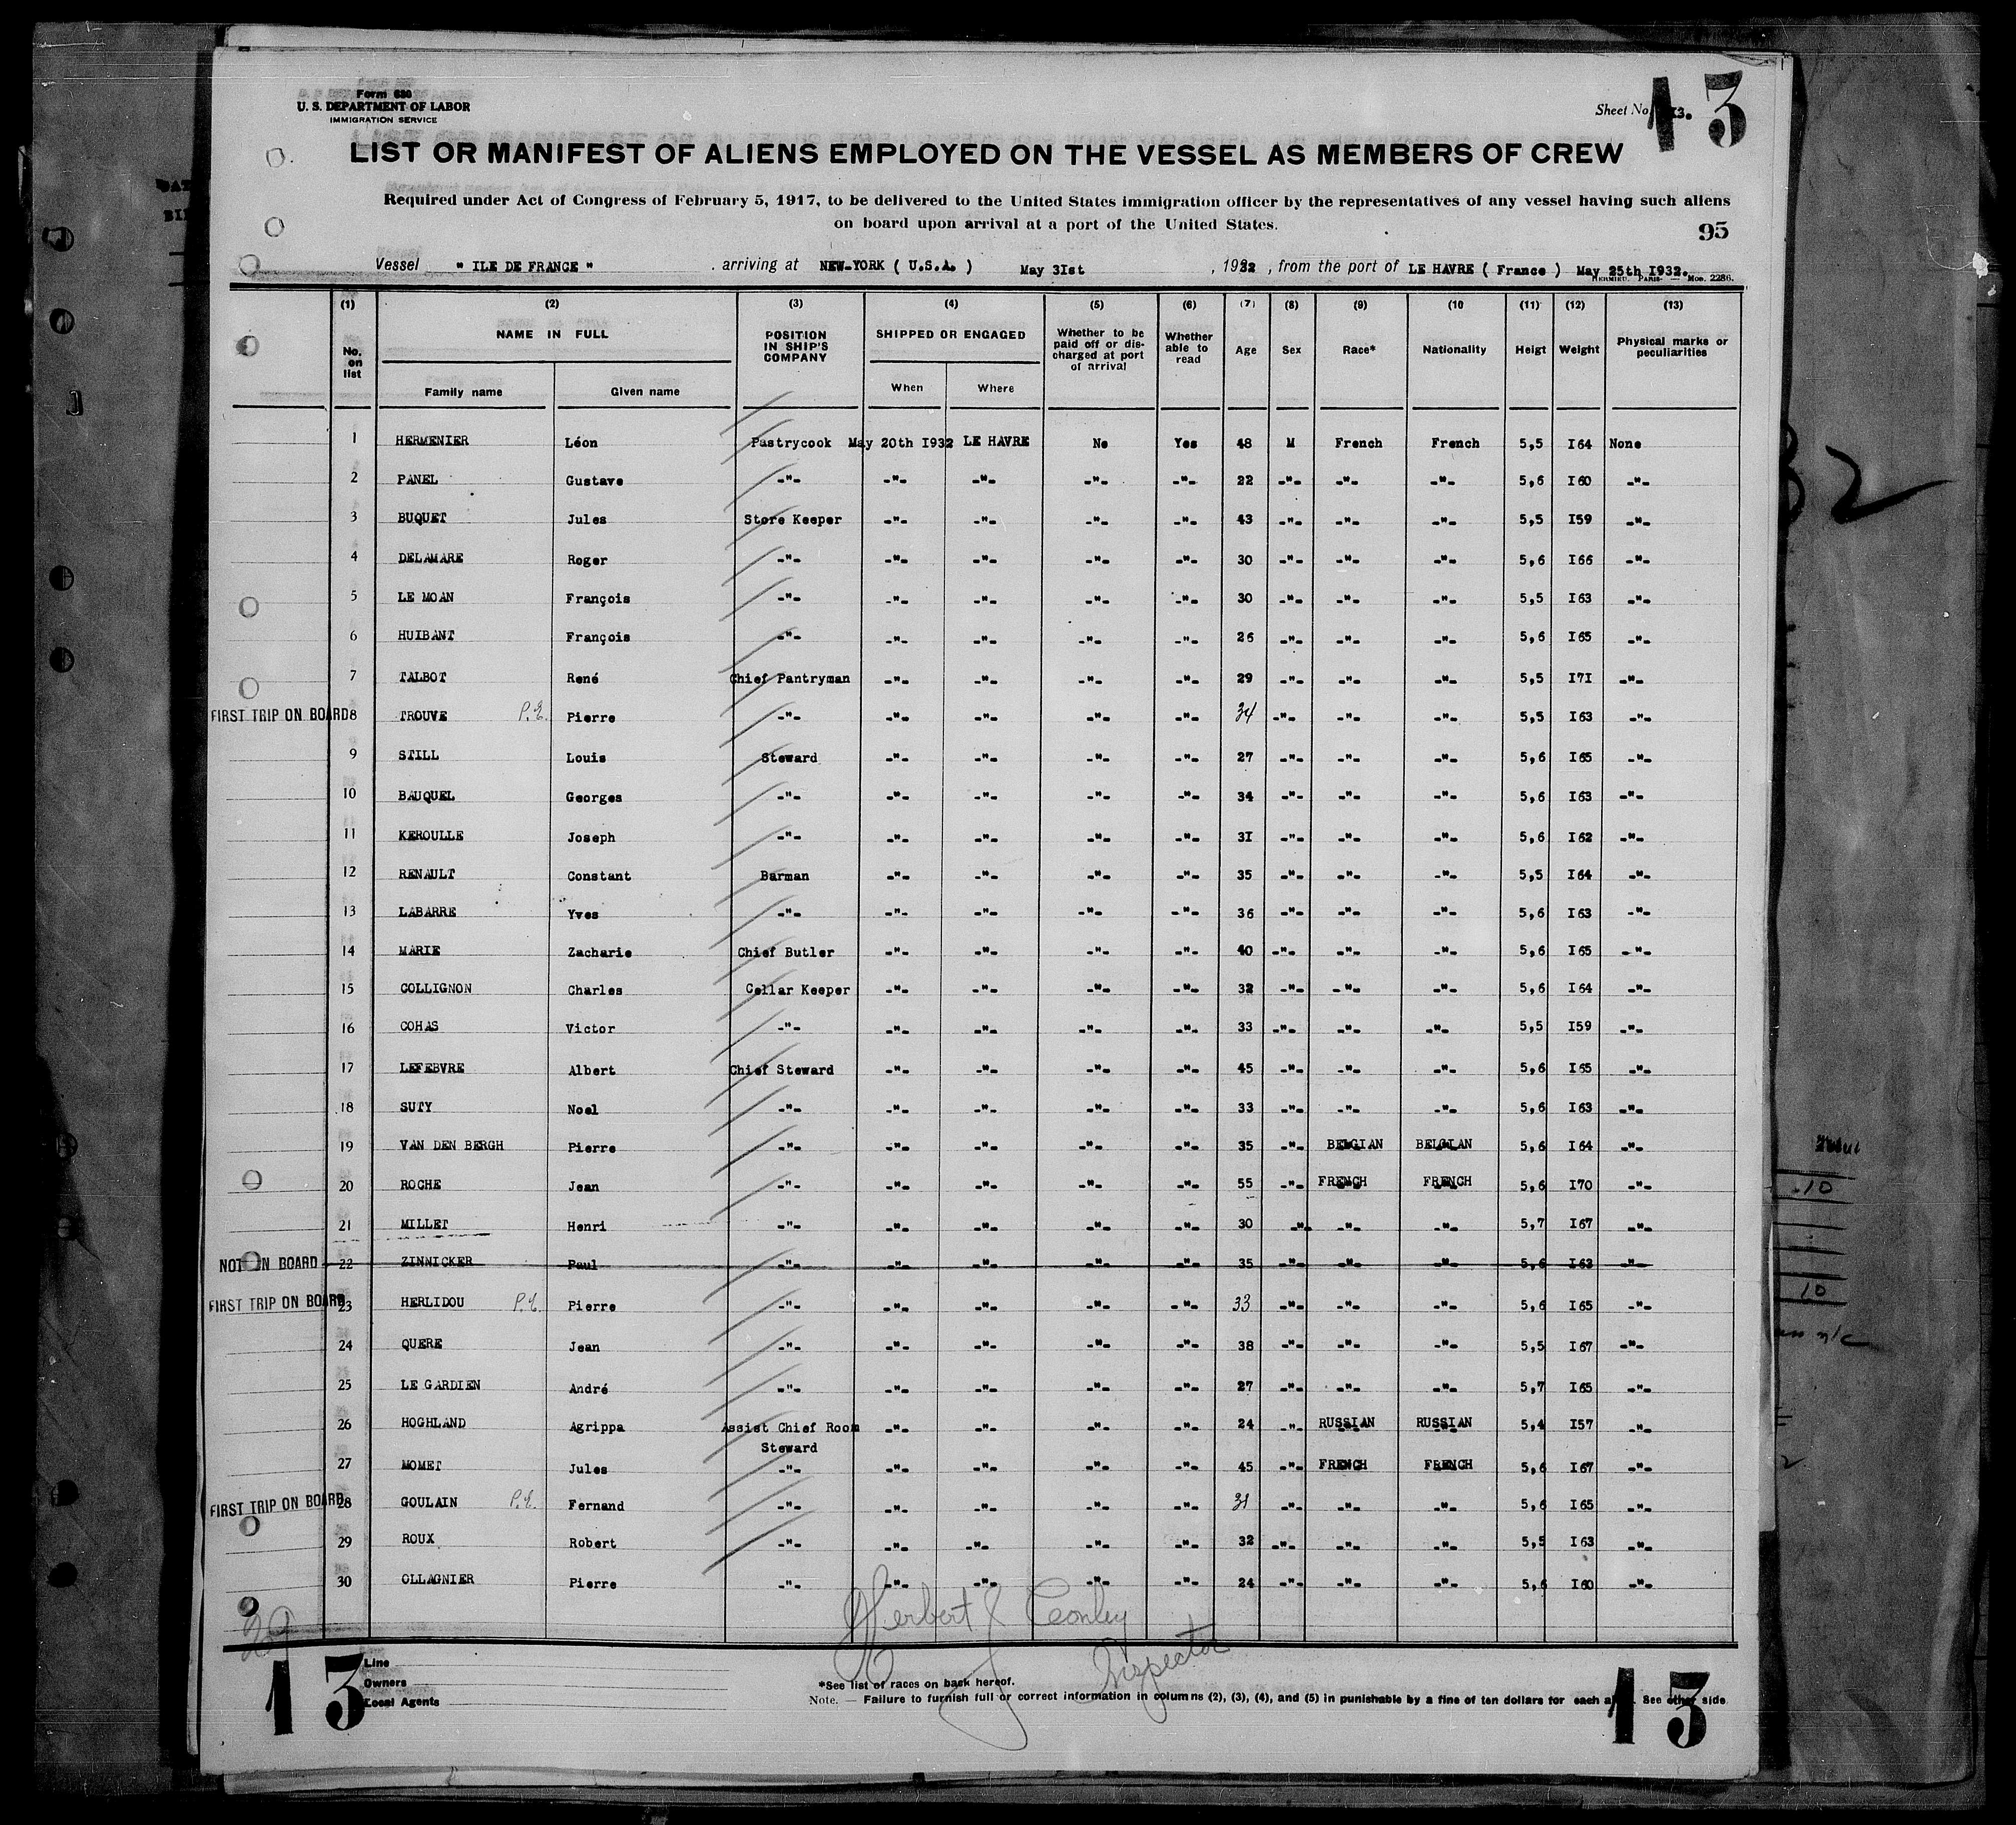 Form 680
U. S. DEPARTMENT OF LABOR
IMMIGRATION SERVICE
Sheet No. 13.
13
LIST OR MANIFEST OF ALIENS EMPLOYED ON THE VESSEL AS MEMBERS OF CREW
Required under Act of Congress of February 5, 1917, to be delivered to the United States immigration officer by the representatives of any vessel having such aliens
on board upon arrival at a port of the United States.
95
Vessel " ILE DE FRANCE " . arriving at NEW-YORK ( U.S.A. ) May 31st , 1932 , from the port of LE HAVRE ( France ) May 25th 1932.
HERMIEU. PARIS. — Mod. 2286.
(1) (2) (3) (4) (5) (6) (7) (8) (9) (10 (11) (12) (13)
No. on list NAME IN FULL Family name Given name POSITION IN SHIP'S COMPANY SHIPPED OR ENGAGED When Where Whether to be paid off or dis-charged at port of arrival Whether able to read Age Sex Race* Nationality Heigt Weight Physical marks or peculiarities
1 HERMENIER Léon Pastrycook May 20th I932 LE HAVRE No Yes 48 M French French 5,5 I64 None
2 PANEL Gustave -"- -"- -"- -"- -"- 22 -"- -"- -"- 5,6 I60 -"-
3 BUQUET Jules Store Keeper -"- -"- -"- -"- 43 -"- -"- -"- 5,5 I59 -"-
4 DELAMARE Roger -"- -"- -"- -"- -"- 30 -"- -"- -"- 5,6 I66 -"-
5 LE MOAN François -"- -"- -"- -"- -"- 30 -"- -"- -"- 5,5 I63 -"-
6 HUIBANT François -"- -"- -"- -"- -"- 26 -"- -"- -"- 5,6 I65 -"-
7 TALBOT René Chief Pantryman -"- -"- -"- -"- 29 -"- -"- -"- 5,5 I7I -"-
FIRST TRIP ON BOARD 8 TROUVE P.E. Pierre -"- -"- -"- -"- -"- 34 -"- -"- -"- 5,5 I63 -"-
9 STILL Louis Steward -"- -"- -"- -"- 27 -"- -"- -"- 5,6 I65 -"-
10 BAUQUEL Georges -"- -"- -"- -"- -"- 34 -"- -"- -"- 5,6 I63 -"-
11 KEROULLE Joseph -"- -"- -"- -"- -"- 3I -"- -"- -"- 5,6 I62 -"-
12 RENAULT Constant Barman -"- -"- -"- -"- 35 -"- -"- -"- 5,5 I64 -"-
13 LABARRE Yves -"- -"- -"- -"- -"- 36 -"- -"- -"- 5,6 I63 -"-
14 MARIE Zacharie Chief Butler -"- -"- -"- -"- 40 -"- -"- -"- 5,6 I65 -"-
15 COLLIGNON Charles Cellar Keeper -"- -"- -"- -"- 32 -"- -"- -"- 5,6 I64 -"-
16 COHAS Victor -"- -"- -"- -"- -"- 33 -"- -"- -"- 5,5 I59 -"-
17 LEFEBVRE Albert Chief Steward -"- -"- -"- -"- 45 -"- -"- -"- 5,6 I65 -"-
18 SUTY Noel -"- -"- -"- -"- -"- 33 -"- -"- -"- 5,6 I63 -"-
19 VAN DEN BERGH Pierre -"- -"- -"- -"- -"- 35 -"- BELGIAN BELGIAN 5,6 I64 -"-
20 ROCHE Jean -"- -"- -"- -"- -"- 55 -"- FRENCH FRENCH 5,6 I70 -"-
21 MILLET Henri -"- -"- -"- -"- -"- 30 -"- -"- -"- 5,7 I67 -"-
NOT ON BOARD 22 ZINNICKER Paul -"- -"- -"- -"- -"- 35 -"- -"- -"- 5,6 I63 -"-
FIRST TRIP ON BOARD 23 HERLIDOU P.E. Pierre -"- -"- -"- -"- -"- 33 -"- -"- -"- 5,6 I65 -"-
24 QUERE Jean -"- -"- -"- -"- -"- 38 -"- -"- -"- 5,5 I67 -"-
25 LE GARDIEN André -"- -"- -"- -"- -"- 27 -"- -"- -"- 5,7 I65 -"-
26 HOGHLAND Agrippa Assist Chief Room Steward -"- -"- -"- -"- 24 -"- RUSSIAN RUSSIAN 5,4 I57 -"-
27 MOMET Jules -"- -"- -"- -"- -"- 45 -"- FRENCH FRENCH 5,6 I67 -"-
FIRST TRIP ON BOARD 28 GOULAIN P.E. Fernand -"- -"- -"- -"- -"- 31 -"- -"- -"- 5,6 I65 -"-
29 ROUX Robert -"- -"- -"- -"- -"- 32 -"- -"- -"- 5,5 I63 -"-
30 OLLAGNIER Pierre -"- -"- -"- -"- -"- 24 -"- -"- -"- 5,6 I60 -"-
29
Herbert J Conley
Inspector
13
Line
Owners
Local Agents
*See list of races on back hereof.
Note. — Failure to furnish full or correct information in columns (2), (3), (4), and (5) in punishable by a fine of ten dollars for each See other side
13